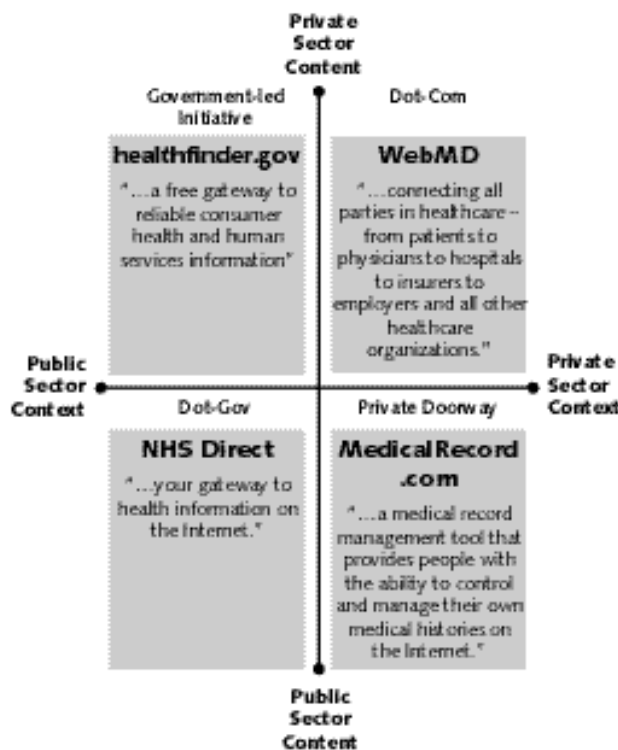 Private
Sector
Content
Government-led
Initiative
Dot-Com
healthfinder.gov
"...a free gateway to
reliable consumer
health and human
services information"
WebMD
"...connecting all
parties in healthcare –
from patients to
physicians to hospitals
to insurers to
employers and all other
healthcare
organizations."
Public
Sector
Context
Private
Sector
Context
Dot-Gov
Private Doorway
NHS Direct
"...your gateway to
health information on
the Internet."
MedicalRecord
.com
"...a medical record
management tool that
provides people with
the ability to control
and manage their own
medical histories on
the Internet."
Public
Sector
Content